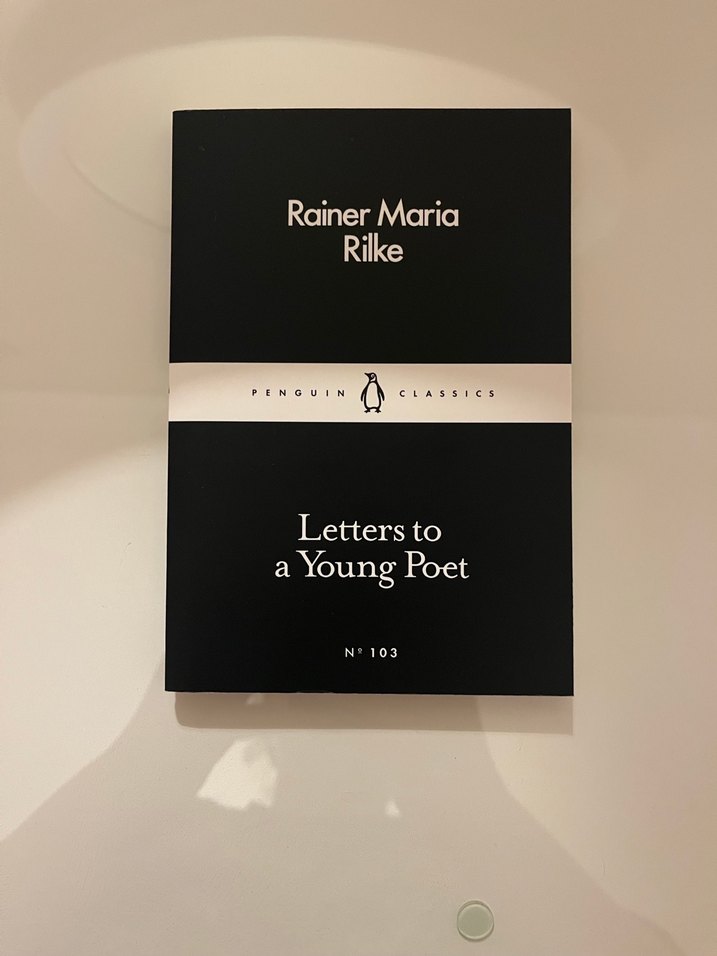 Rainer Maria
Rilke
PENGUIN CLASSICS
Letters to
a Young Poet
Nº 103